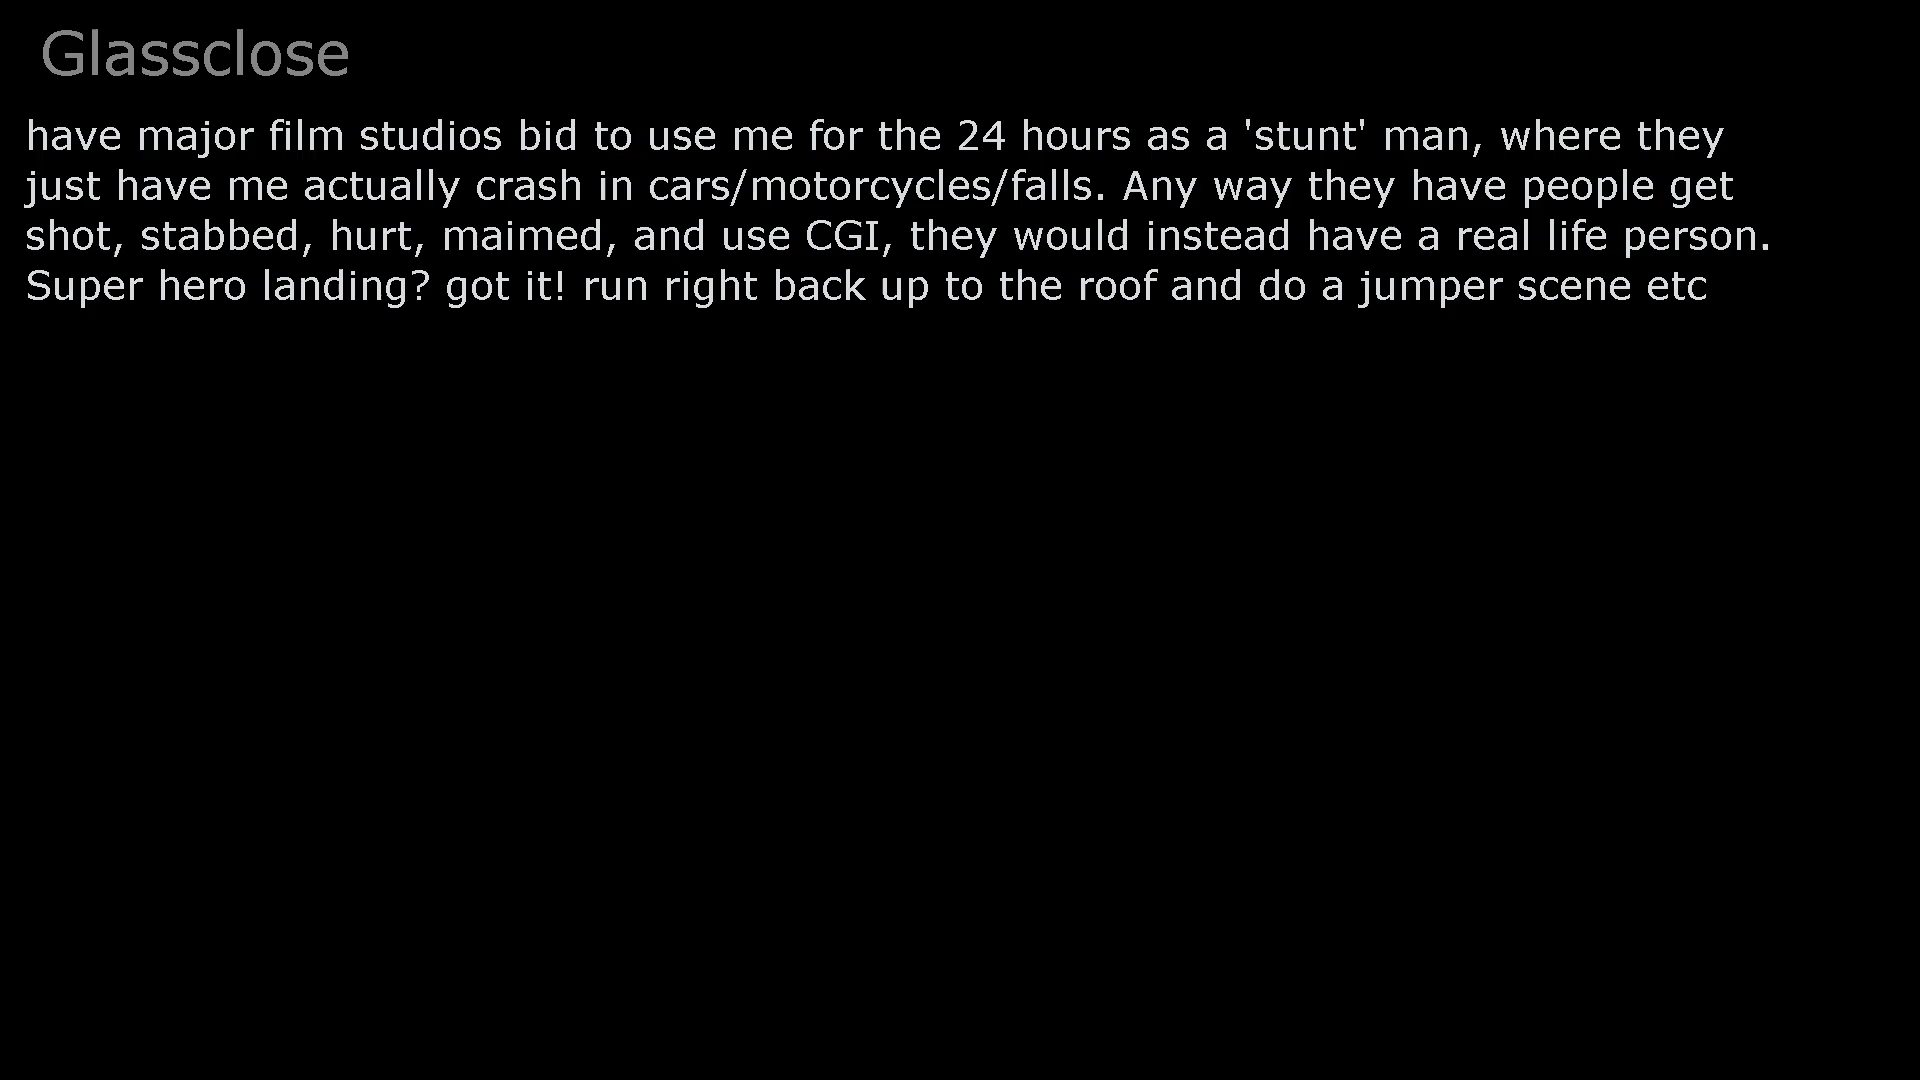 Glassclose
have major film studios bid to use me for the 24 hours as a 'stunt' man, where they
just have me actually crash in cars/motorcycles/falls. Any way they have people get
shot, stabbed, hurt, maimed, and use CGI, they would instead have a real life person.
Super hero landing? got it! run right back up to the roof and do a jumper scene etc